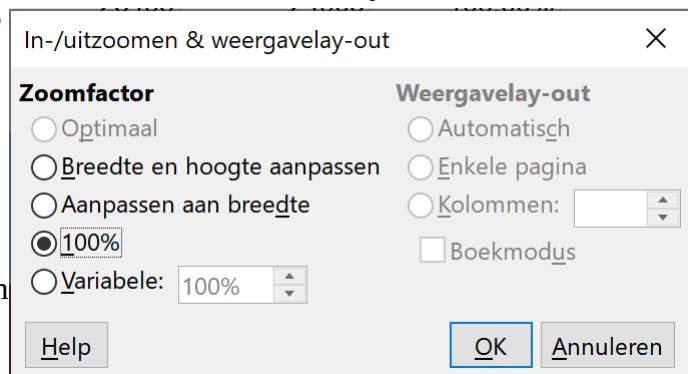 In-/uitzoomen & weergavelay-out
Zoomfactor
Optimaal
Breedte en hoogte aanpassen
Aanpassen aan breedte
100%
Variabele: 100%
Weergavelay-out
Automatisch
Enkele pagina
Kolommen:
Boekmodus
Help
OK
Annuleren